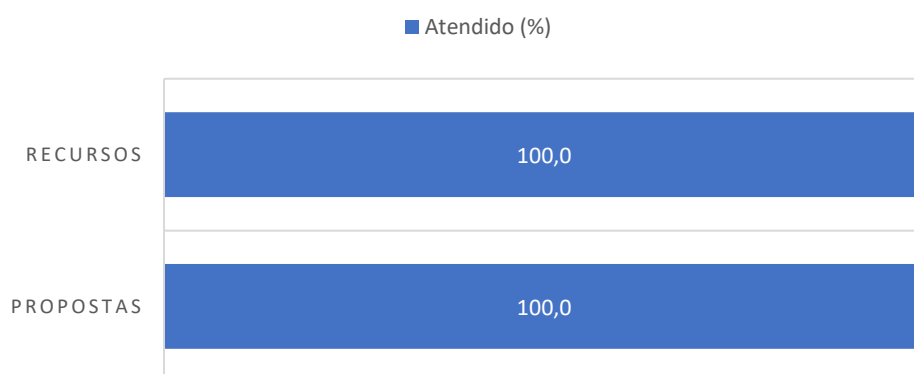 Atendido (%)
RECURSOS
100,0
PROPOSTAS
100,0